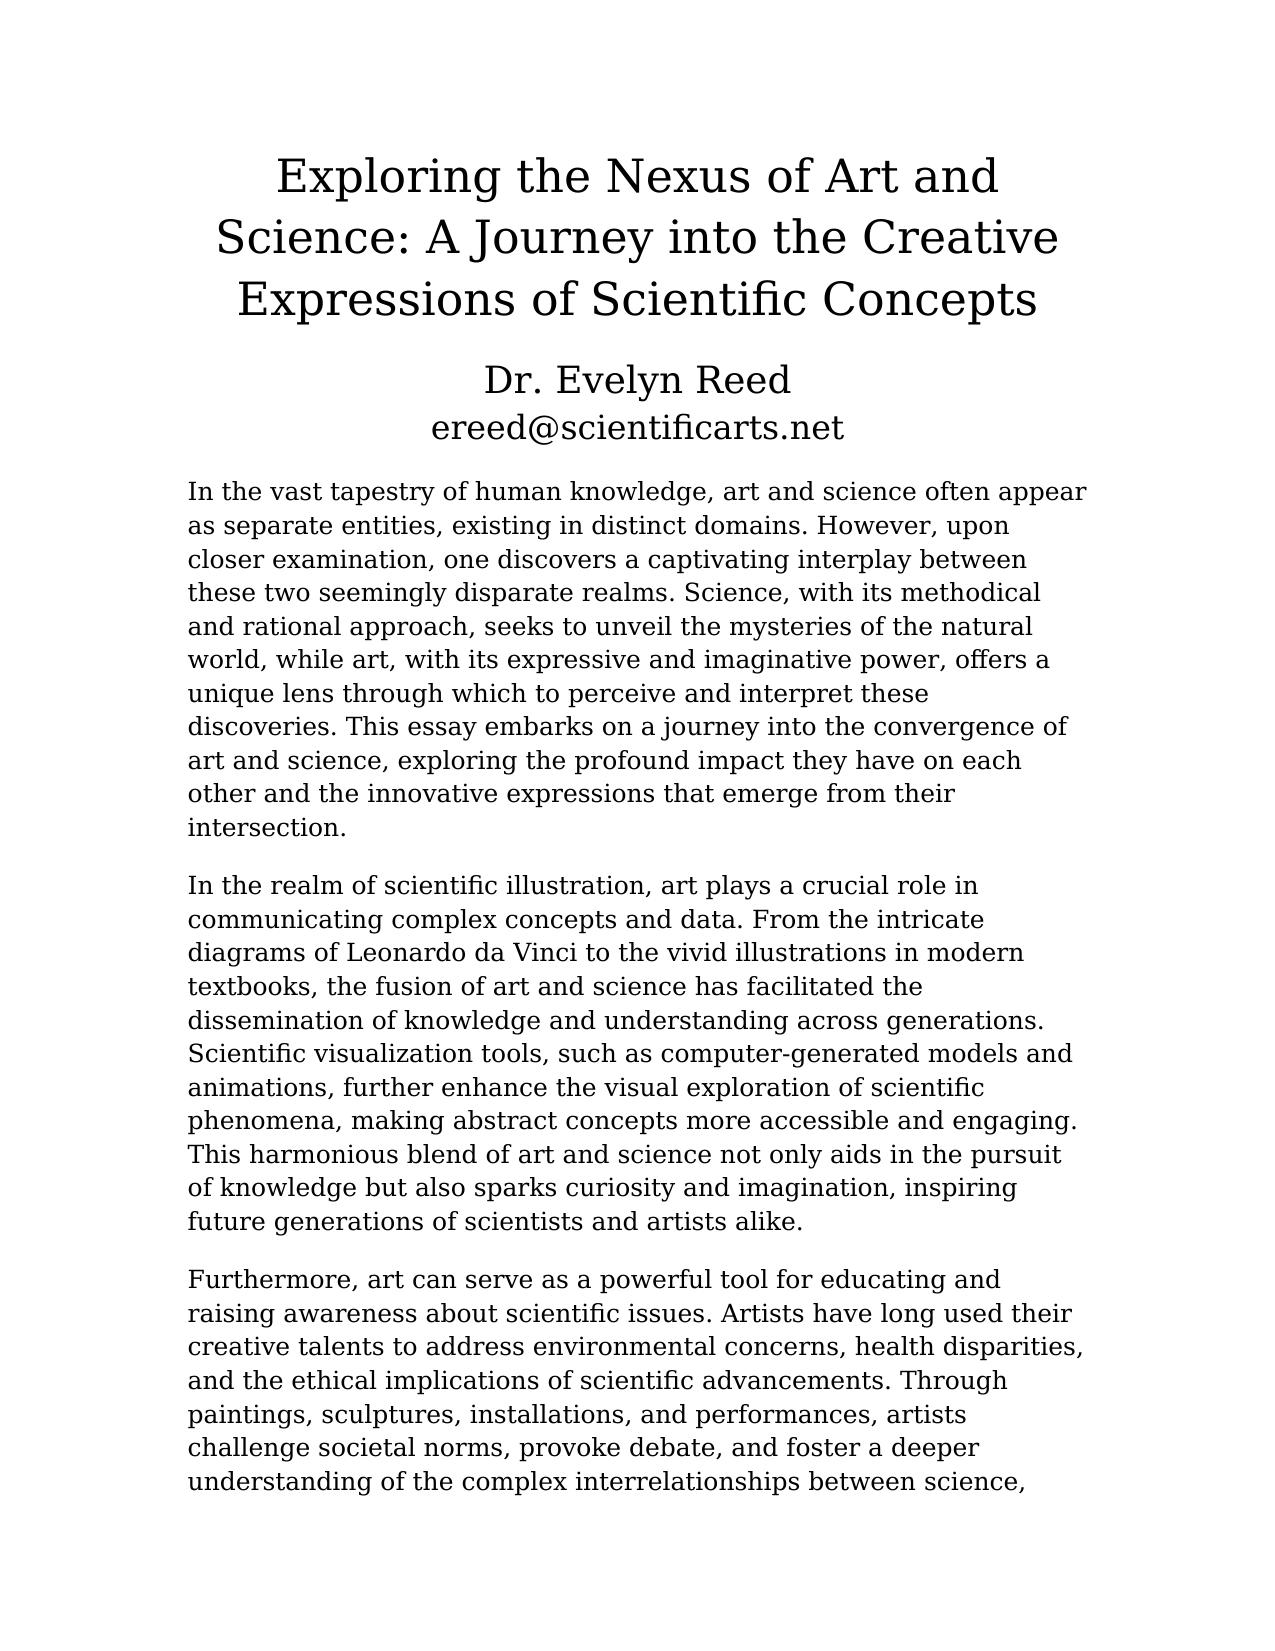 Exploring the Nexus of Art and
Science: A Journey into the Creative
Expressions of Scientific Concepts
Dr. Evelyn Reed
ereed@scientificarts.net
In the vast tapestry of human knowledge, art and science often appear
as separate entities, existing in distinct domains. However, upon
closer examination, one discovers a captivating interplay between
these two seemingly disparate realms. Science, with its methodical
and rational approach, seeks to unveil the mysteries of the natural
world, while art, with its expressive and imaginative power, offers a
unique lens through which to perceive and interpret these
discoveries. This essay embarks on a journey into the convergence of
art and science, exploring the profound impact they have on each
other and the innovative expressions that emerge from their
intersection.
In the realm of scientific illustration, art plays a crucial role in
communicating complex concepts and data. From the intricate
diagrams of Leonardo da Vinci to the vivid illustrations in modern
textbooks, the fusion of art and science has facilitated the
dissemination of knowledge and understanding across generations.
Scientific visualization tools, such as computer-generated models and
animations, further enhance the visual exploration of scientific
phenomena, making abstract concepts more accessible and engaging.
This harmonious blend of art and science not only aids in the pursuit
of knowledge but also sparks curiosity and imagination, inspiring
future generations of scientists and artists alike.
Furthermore, art can serve as a powerful tool for educating and
raising awareness about scientific issues. Artists have long used their
creative talents to address environmental concerns, health disparities,
and the ethical implications of scientific advancements. Through
paintings, sculptures, installations, and performances, artists
challenge societal norms, provoke debate, and foster a deeper
understanding of the complex interrelationships between science,